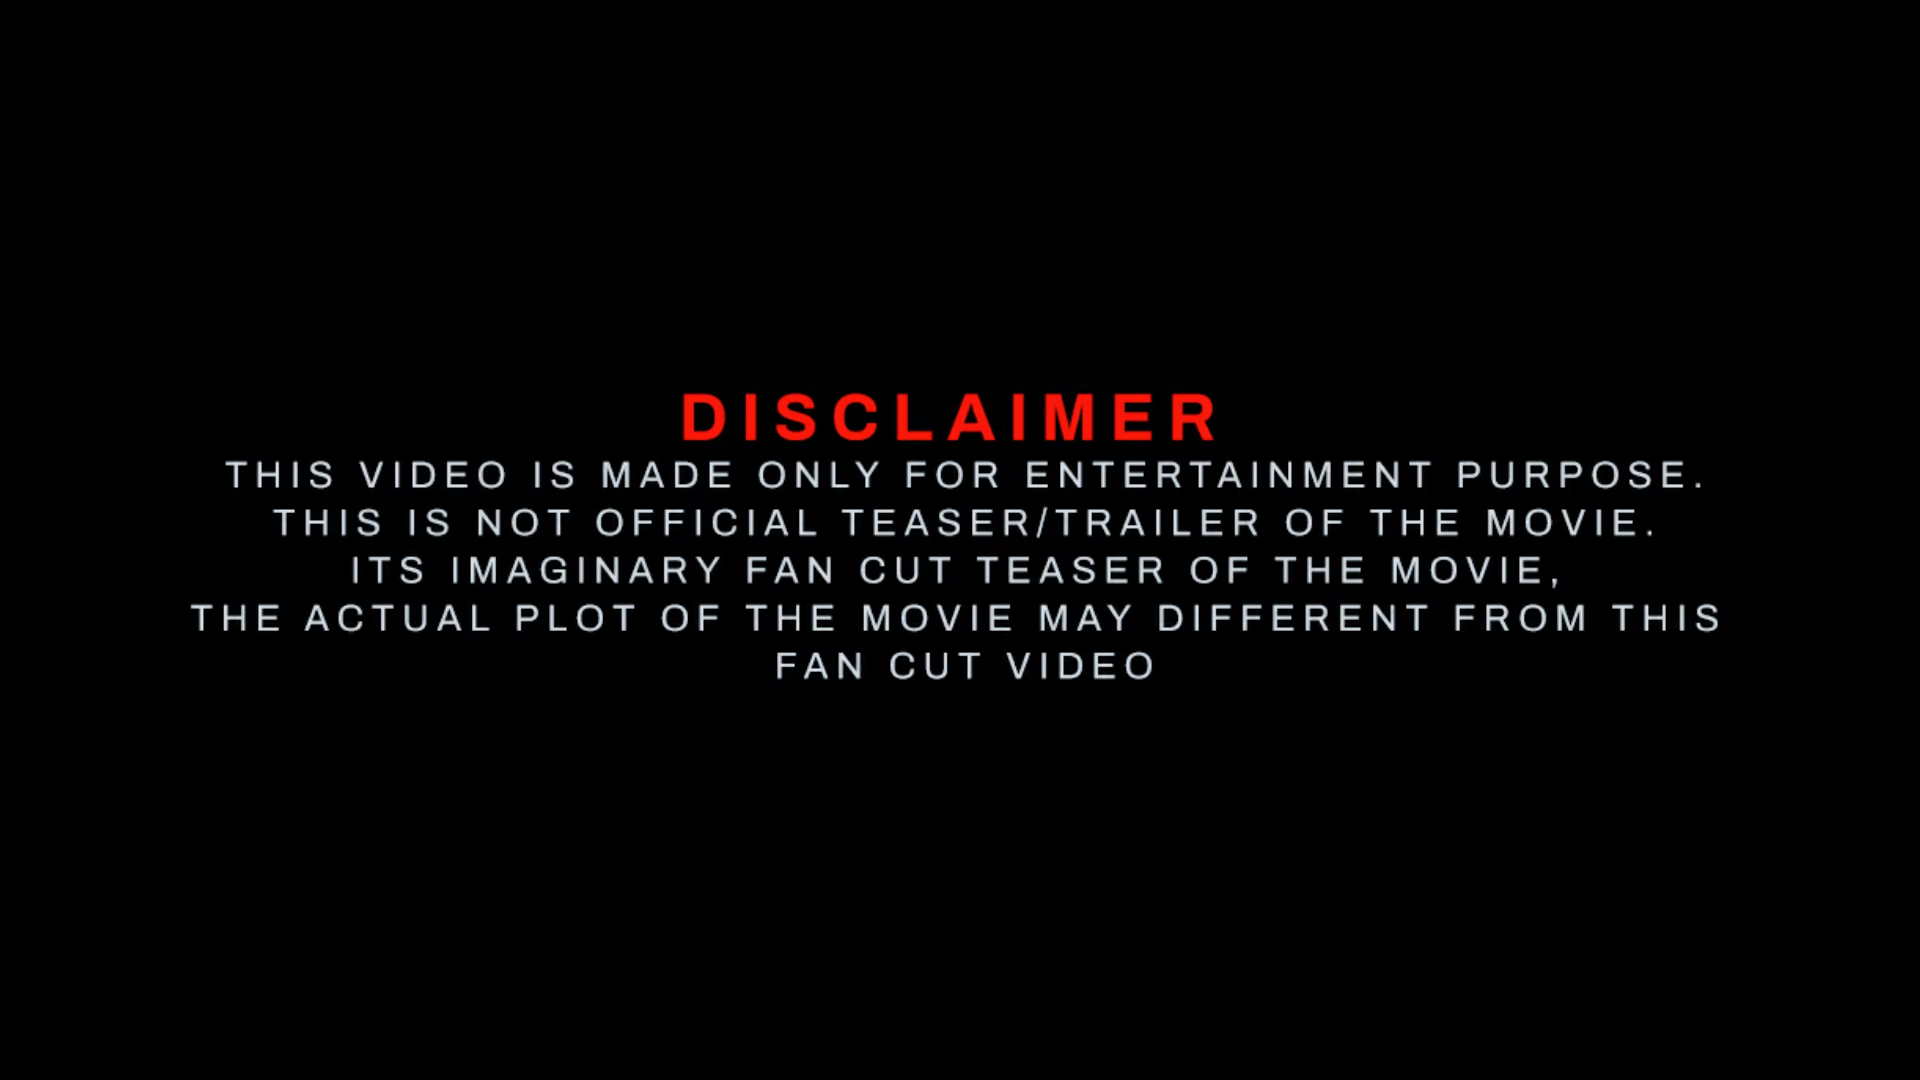 DISCLAIMER
THIS VIDEO IS MADE ONLY FOR ENTERTAINMENT PURPOSE.
THIS IS NOT OFFICIAL TEASER/TRAILER OF THE MOVIE.
ITS IMAGINARY FAN CUT TEASER OF THE MOVIE,
THE ACTUAL PLOT OF THE MOVIE MAY DIFFERENT FROM THIS
FAN CUT VIDEO